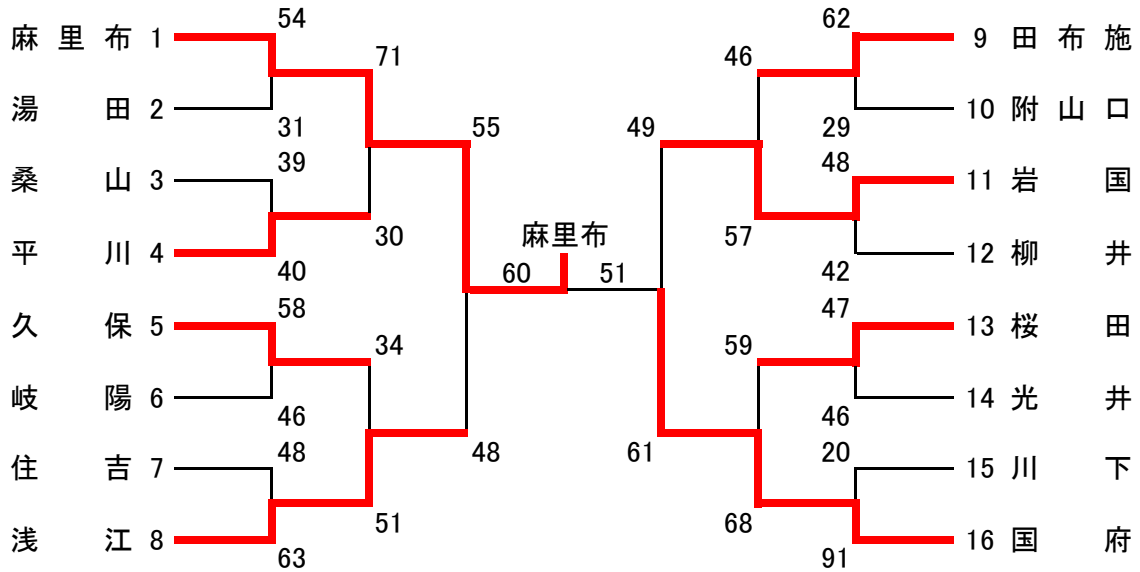 54 62
麻里布 1 71 46 9 田布施
湯田 2 10 附山口
31 55 49 29
39 48
桑山 3 11 岩国
30 麻里布 57
平川 4 12 柳井
40 60 51 42
58 47
久保 5 34 59 13 桜田
岐陽 6 14 光井
46 46
48 48 61 20
住吉 7 15 川下
51 68
浅江 8 16 国府
63 91